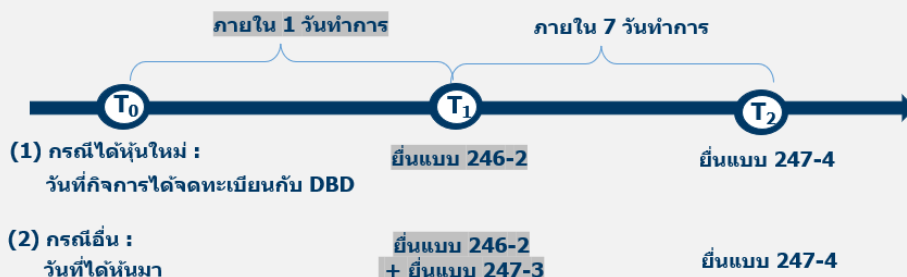 ภายใน 1 วันทำการ
ภายใน 7 วันทำการ
T0
T1
T2
(1) กรณีได้หุ้นใหม่ :
ยื่นแบบ 246-2
ยื่นแบบ 247-4
วันที่กิจการได้จดทะเบียนกับ DBD
(2) กรณีอื่น :
ยื่นแบบ 246-2
ยื่นแบบ 247-4
วันที่ได้หุ้นมา
+ ยื่นแบบ 247-3